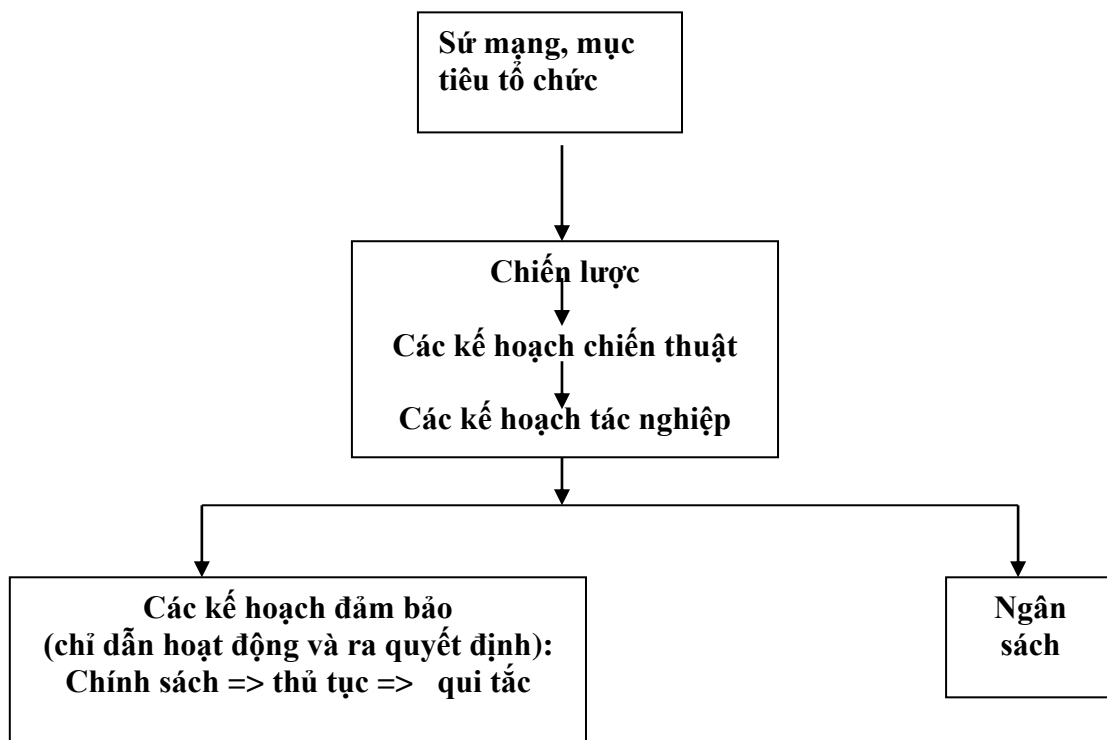 Sứ mạng, mục
tiêu tổ chức
Chiến lược
Các kế hoạch chiến thuật
Các kế hoạch tác nghiệp
Các kế hoạch đảm bảo
(chỉ dẫn hoạt động và ra quyết định):
Chính sách => thủ tục => qui tắc
Ngân
sách